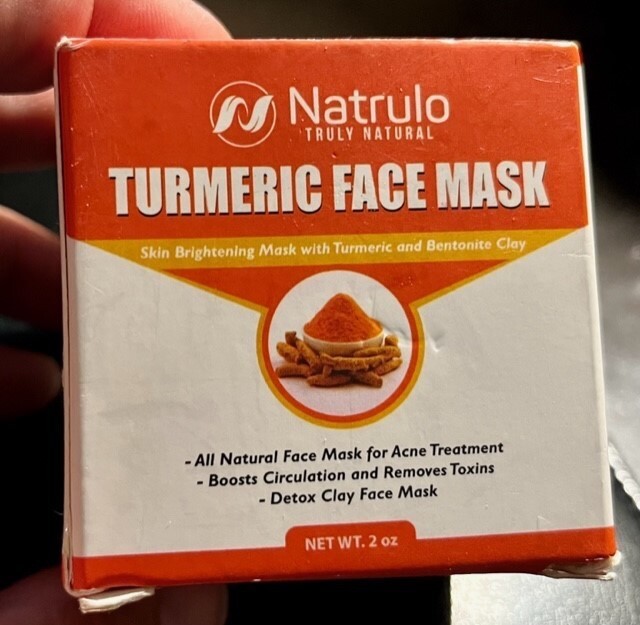 Natrulo
TRULY NATURAL
TURMERIC FACE MASK
Skin Brightening Mask with Turmeric and Bentonite Clay
- All Natural Face Mask for Acne Treatment
- Boosts Circulation and Removes Toxins
- Detox Clay Face Mask
NET WT. 2 oz